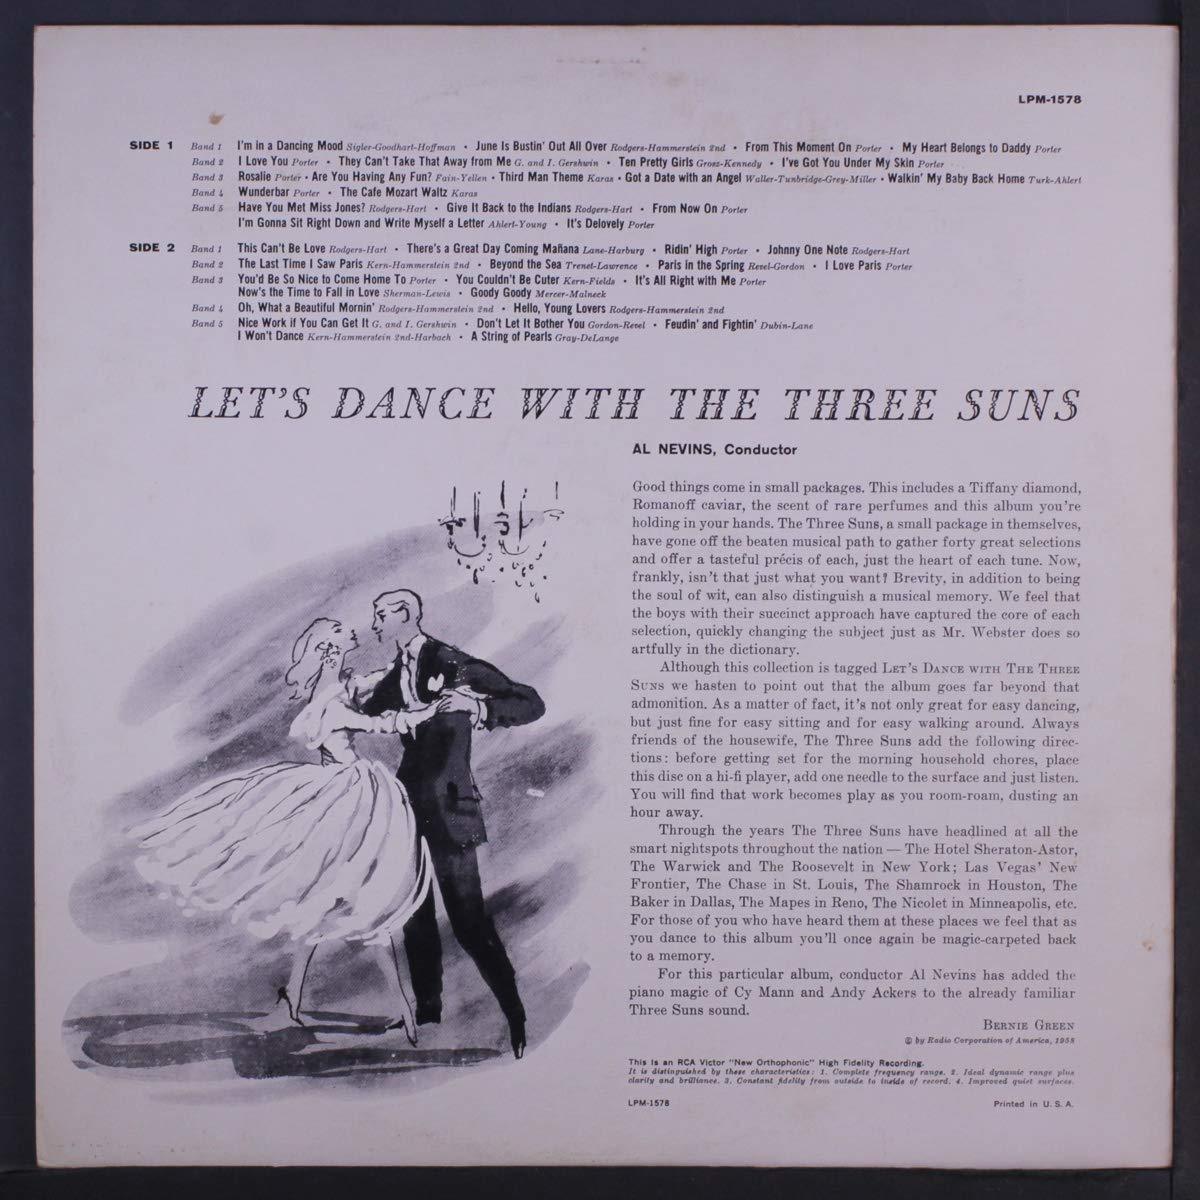 LPM-1578
SIDE 1 Band 1 I'm in a Dancing Mood Sigler-Goodhart-Hoffman • June Is Bustin' Out All Over Rodgers-Hammerstein 2nd • From This Moment On Porter • My Heart Belongs to Daddy Porter
Band 2 I Love You Porter • They Can't Take That Away from Me G. and I. Gershwin • Ten Pretty Girls Grosz-Kennedy • I've Got You Under My Skin Porter
Band 3 Rosalie Porter • Are You Having Any Fun? Fain-Yellen • Third Man Theme Karas • Got a Date with an Angel Waller-Tunbridge-Grey-Miller • Walkin' My Baby Back Home Turk-Ahlert
Band 4 Wunderbar Porter • The Cafe Mozart Waltz Karas
Band 5 Have You Met Miss Jones? Rodgers-Hart • Give It Back to the Indians Rodgers-Hart • From Now On Porter
I'm Gonna Sit Right Down and Write Myself a Letter Ahlert-Young • It's Delovely Porter
SIDE 2 Band 1 This Can't Be Love Rodgers-Hart • There's a Great Day Coming Mañana Lane-Harburg • Ridin' High Porter • Johnny One Note Rodgers-Hart
Band 2 The Last Time I Saw Paris Kern-Hammerstein 2nd • Beyond the Sea Trenet-Lawrence • Paris in the Spring Revel-Gordon • I Love Paris Porter
Band 3 You'd Be So Nice to Come Home To Porter • You Couldn't Be Cuter Kern-Fields • It's All Right with Me Porter
Now's the Time to Fall in Love Sherman-Lewis • Goody Goody Mercer-Malneck
Band 4 Oh, What a Beautiful Mornin' Rodgers-Hammerstein 2nd • Hello, Young Lovers Rodgers-Hammerstein 2nd
Band 5 Nice Work if You Can Get It G. and I. Gershwin • Don't Let It Bother You Gordon-Revel • Feudin' and Fightin' Dubin-Lane
I Won't Dance Kern-Hammerstein 2nd-Harbach • A String of Pearls Gray-DeLange
LET'S DANCE WITH THE THREE SUNS
AL NEVINS, Conductor
Good things come in small packages. This includes a Tiffany diamond,
Romanoff caviar, the scent of rare perfumes and this album you're
holding in your hands. The Three Suns, a small package in themselves,
have gone off the beaten musical path to gather forty great selections
and offer a tasteful précis of each, just the heart of each tune. Now,
frankly, isn't that just what you want? Brevity, in addition to being
the soul of wit, can also distinguish a musical memory. We feel that
the boys with their succinct approach have captured the core of each
selection, quickly changing the subject just as Mr. Webster does so
artfully in the dictionary.
Although this collection is tagged LET'S DANCE WITH THE THREE
SUNS we hasten to point out that the album goes far beyond that
admonition. As a matter of fact, it's not only great for easy dancing,
but just fine for easy sitting and for easy walking around. Always
friends of the housewife, The Three Suns add the following direc-
tions: before getting set for the morning household chores, place
this disc on a hi-fi player, add one needle to the surface and just listen.
You will find that work becomes play as you room-roam, dusting an
hour away.
Through the years The Three Suns have headlined at all the
smart nightspots throughout the nation — The Hotel Sheraton-Astor,
The Warwick and The Roosevelt in New York; Las Vegas' New
Frontier, The Chase in St. Louis, The Shamrock in Houston, The
Baker in Dallas, The Mapes in Reno, The Nicolet in Minneapolis, etc.
For those of you who have heard them at these places we feel that as
you dance to this album you'll once again be magic-carpeted back
to a memory.
For this particular album, conductor Al Nevins has added the
piano magic of Cy Mann and Andy Ackers to the already familiar
Three Suns sound.
BERNIE GREEN
© by Radio Corporation of America, 1958
This Is an RCA Victor "New Orthophonic" High Fidelity Recording.
It is distinguished by these characteristics: 1. Complete frequency range. 2. Ideal dynamic range plus
clarity and brilliance. 3. Constant fidelity from outside to inside of record. 4. Improved quiet surfaces.
LPM-1578 Printed in U. S. A.